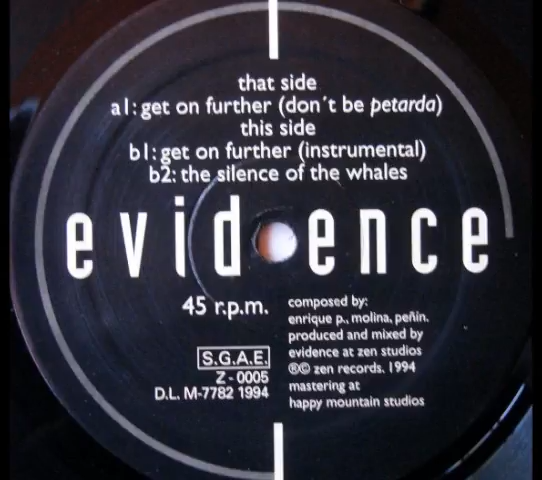 that side
a1: get on further (don't be petarda)
this side
b1: get on further (instrumental)
b2: the silence of the whales
evidence
45 r.p.m.
S.G.A.E.
Z-0005
D.L. M-7782 1994
composed by:
enrique p., molina, peñin.
produced and mixed by
evidence at zen studios
®© zen records. 1994
mastering at
happy mountain studios